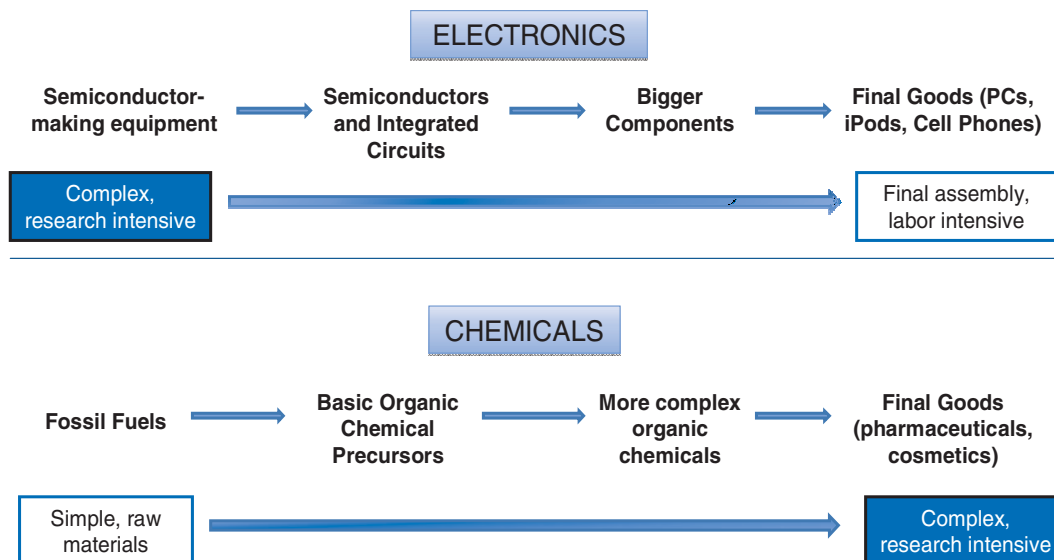 ELECTRONICS
Semiconductor-
making equipment
Semiconductors
and Integrated
Circuits
Bigger
Components
Final Goods (PCs,
iPods, Cell Phones)
Complex,
research intensive
Final assembly,
labor intensive
CHEMICALS
Fossil Fuels
Basic Organic
Chemical
Precursors
More complex
organic
chemicals
Final Goods
(pharmaceuticals,
cosmetics)
Simple, raw
materials
Complex,
research intensive